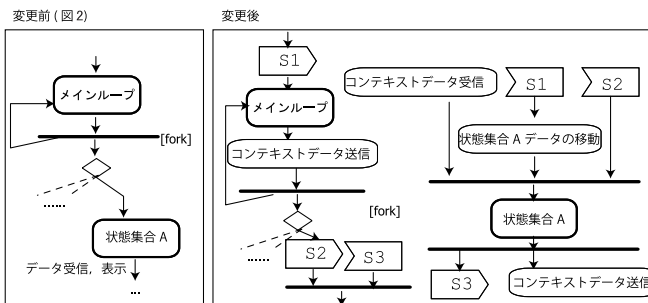 変更前 ( 図 2 )
メインループ
[fork]
......
状態集合 A
データ受信，表示
...
変更後
S1
メインループ
コンテキストデータ送信
[fork]
......
S2
S3
コンテキストデータ受信
S1
S2
状態集合 A データの移動
状態集合 A
S3
コンテキストデータ送信